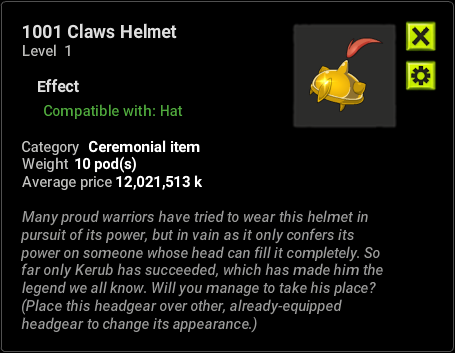 1001 Claws Helmet
Level 1
Effect
Compatible with: Hat
Category Ceremonial item
Weight 10 pod(s)
Average price 12,021,513 k
Many proud warriors have tried to wear this helmet in
pursuit of its power, but in vain as it only confers its
power on someone whose head can fill it completely. So
far only Kerub has succeeded, which has made him the
legend we all know. Will you manage to take his place?
(Place this headgear over other, already-equipped
headgear to change its appearance.)